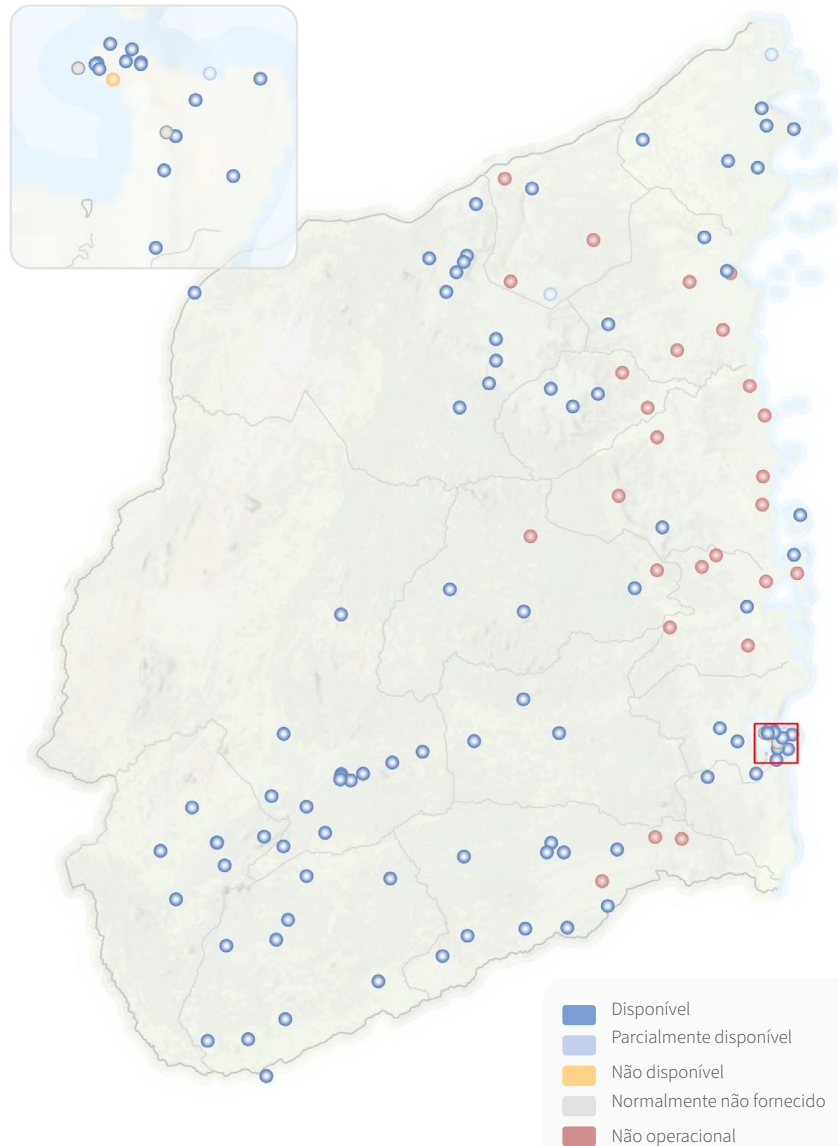 Disponível
Parcialmente disponível
Não disponível
Normalmente não fornecido
Não operacional